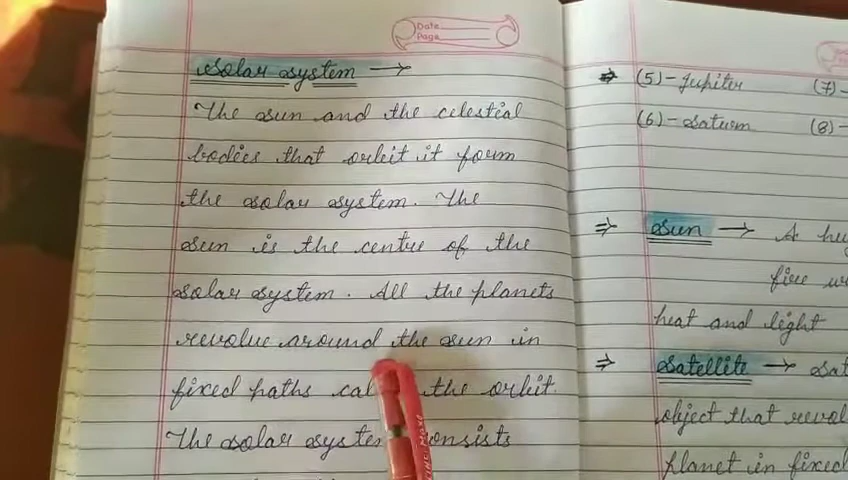 Date
Page
Solar system →
The sun and the celestial
bodies that orbit it form
the solar system. The
sun is the centre of the
solar system. All the planets
revolve around the sun in
fixed paths the orbit.
The solar system consists
⇒ (5)-Jupiter (7)-
(6)-Saturn (8)-
⇒ Sun → A
fire
heat and light
⇒ Satellite →
object that
planet in fixed